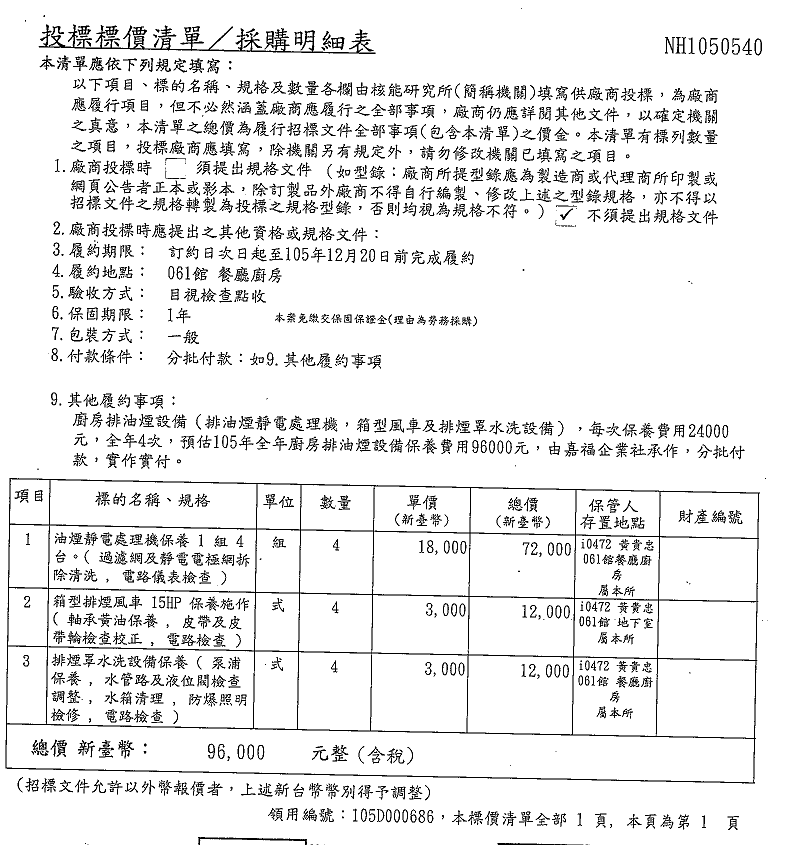 投標標價清單／採購明細表
NH1050540
本清單應依下列規定填寫：
以下項目、標的名稱、規格及數量各欄由核能研究所(簡稱機關)填寫供廠商投標，為廠商
應履行項目，但不必然涵蓋廠商應履行之全部事項，廠商仍應詳閱其他文件，以確定機關
之真意，本清單之總價為履行招標文件全部事項(包含本清單)之價金。本清單有標列數量
之項目，投標廠商應填寫，除機關另有規定外，請勿修改機關已填寫之項目。
1.廠商投標時 □ 須提出規格文件 (如型錄；廠商所提型錄應為製造商或代理商所印製或
網頁公告者正本或影本，除訂製品外廠商不得自行編製、修改上述之型錄規格，亦不得以
招標文件之規格轉製為投標之規格型錄，否則均視為規格不符。) ☑ 不須提出規格文件
2.廠商投標時應提出之其他資格或規格文件：
3.履約期限： 訂約日次日起至105年12月20日前完成履約
4.履約地點： 061館 餐廳廚房
5.驗收方式： 目視檢查點收
6.保固期限： 1年 本案免繳交保固保證金(理由為勞務採購)
7.包裝方式： 一般
8.付款條件： 分批付款：如9.其他履約事項
9.其他履約事項：
廚房排油煙設備（排油煙靜電處理機，箱型風車及排煙罩水洗設備），每次保養費用24000
元，全年4次，預估105年全年廚房排油煙設備保養費用96000元，由嘉福企業社承作，分批付
款，實作實付。
項目 標的名稱、規格 單位 數量 單價 總價 保管人 財產編號
(新臺幣) (新臺幣) 存置地點
1 油煙靜電處理機保養 1 組 4 組 4 18,000 72,000 i0472 黃貴忠
台。( 過濾網及靜電電極網拆 061館餐廳廚
除清洗 , 電路儀表檢查 ) 房
屬本所
2 箱型排煙風車 15HP 保養施作 式 4 3,000 12,000 i0472 黃貴忠
( 軸承黃油保養 , 皮帶及皮 061館 地下室
帶輪檢查校正 , 電路檢查 ) 屬本所
3 排煙罩水洗設備保養 ( 泵浦 式 4 3,000 12,000 i0472 黃貴忠
保養 , 水管路及液位閥檢查 061館 餐廳廚
調整 , 水箱清理 , 防爆照明 房
檢修 , 電路檢查 ) 屬本所
總價 新臺幣： 96,000 元整 (含稅)
(招標文件允許以外幣報價者，上述新台幣幣別得予調整)
領用編號：105D000686，本標價清單全部 1 頁, 本頁為第 1 頁